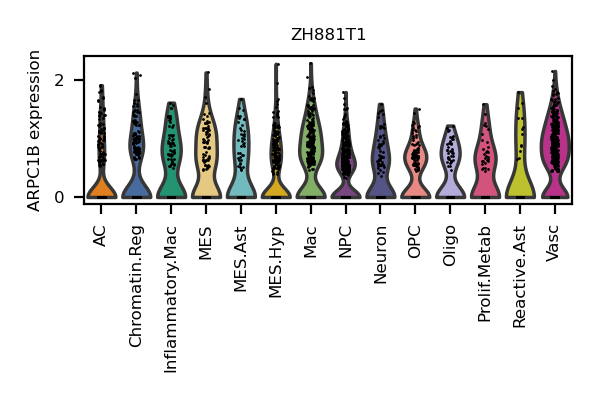 ZH881T1
ARPC1B expression
2
0
AC
Chromatin.Reg
Inflammatory.Mac
MES
MES.Ast
MES.Hyp
Mac
NPC
Neuron
OPC
Oligo
Prolif.Metab
Reactive.Ast
Vasc